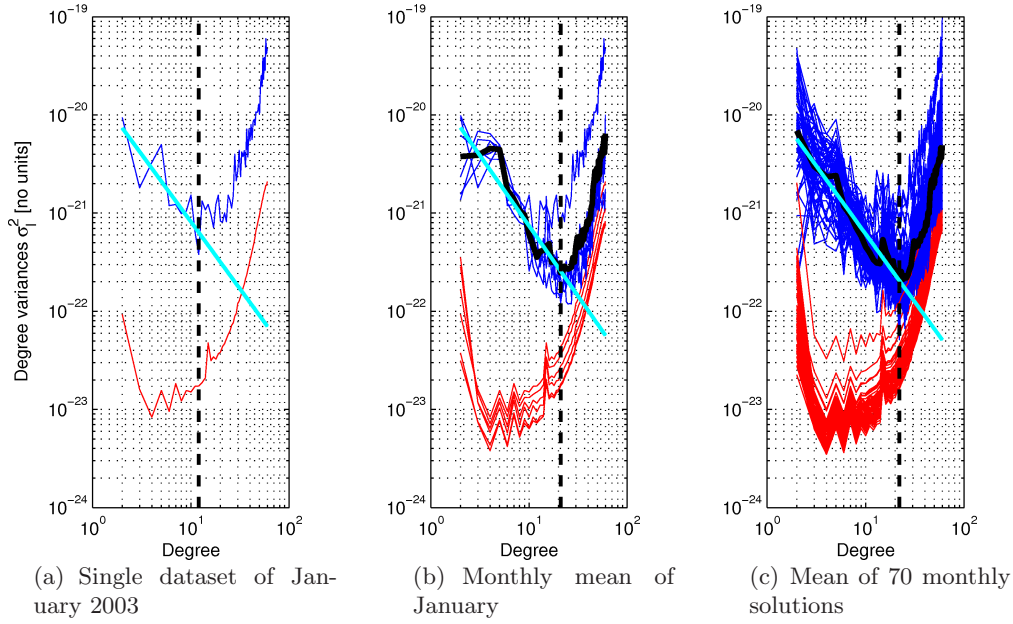 10^-19
10^-20
10^-21
10^-22
10^-23
10^-24
10^0
10^1
10^2
Degree variances σ_l^2 [no units]
Degree
(a) Single dataset of Jan-
uary 2003
10^-19
10^-20
10^-21
10^-22
10^-23
10^-24
10^0
10^1
10^2
Degree
(b) Monthly mean of
January
10^-19
10^-20
10^-21
10^-22
10^-23
10^-24
10^0
10^1
10^2
Degree
(c) Mean of 70 monthly
solutions